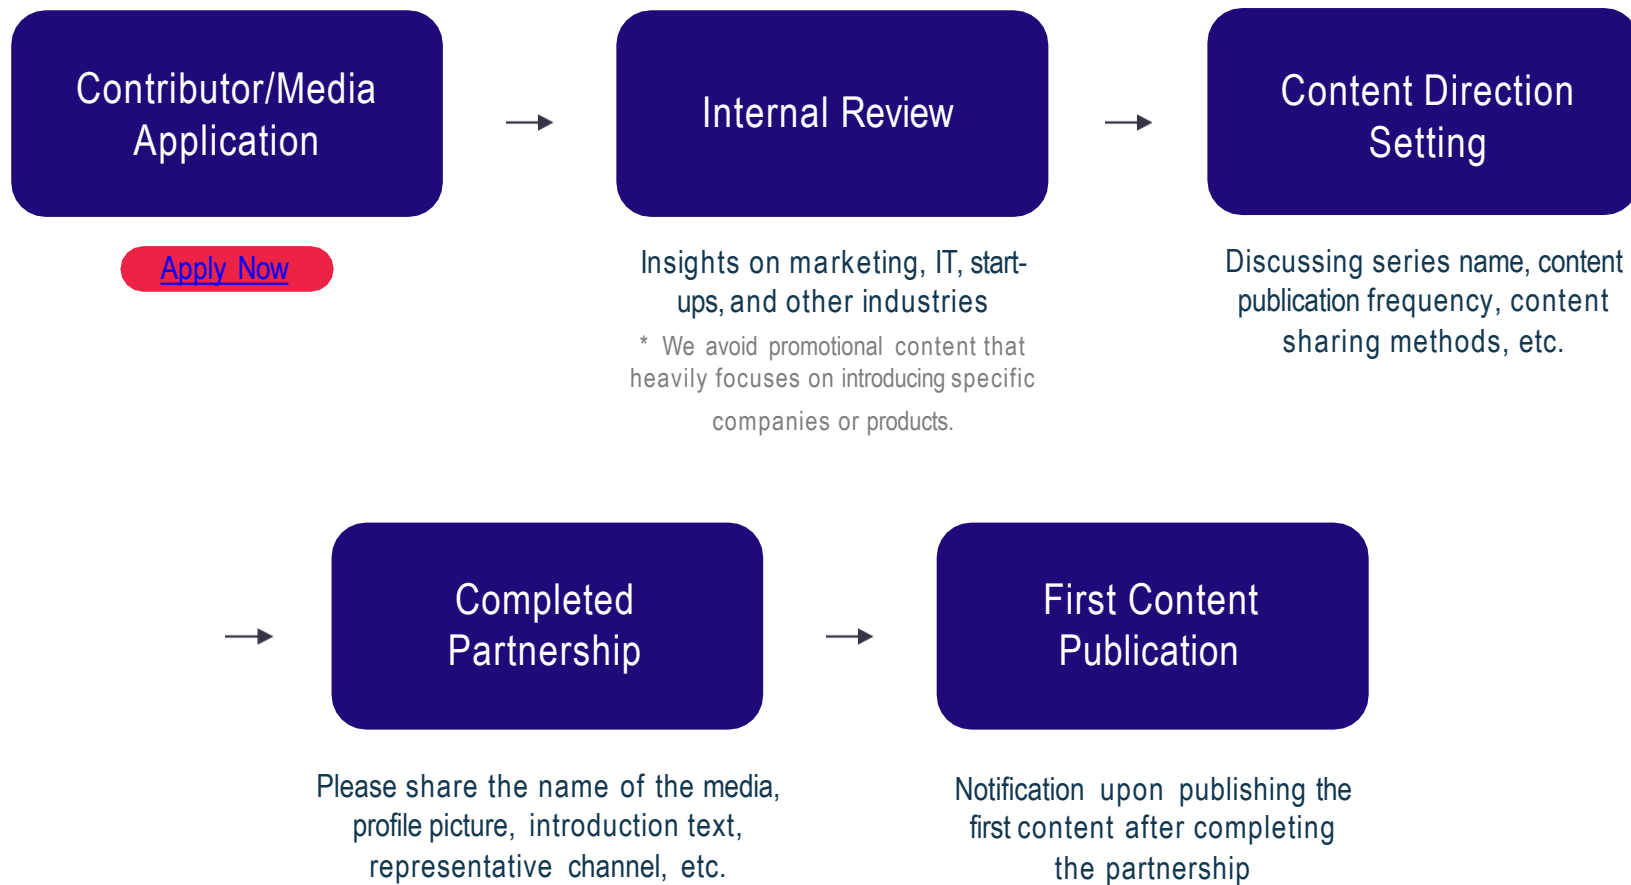 Contributor/Media
Application
Internal Review
Content Direction
Setting
Apply Now
Insights on marketing, IT, start-
ups, and other industries
* We avoid promotional content that
heavily focuses on introducing specific
companies or products.
Discussing series name, content
publication frequency, content
sharing methods, etc.
Completed
Partnership
First Content
Publication
Please share the name of the media,
profile picture, introduction text,
representative channel, etc.
Notification upon publishing the
first content after completing
the partnership